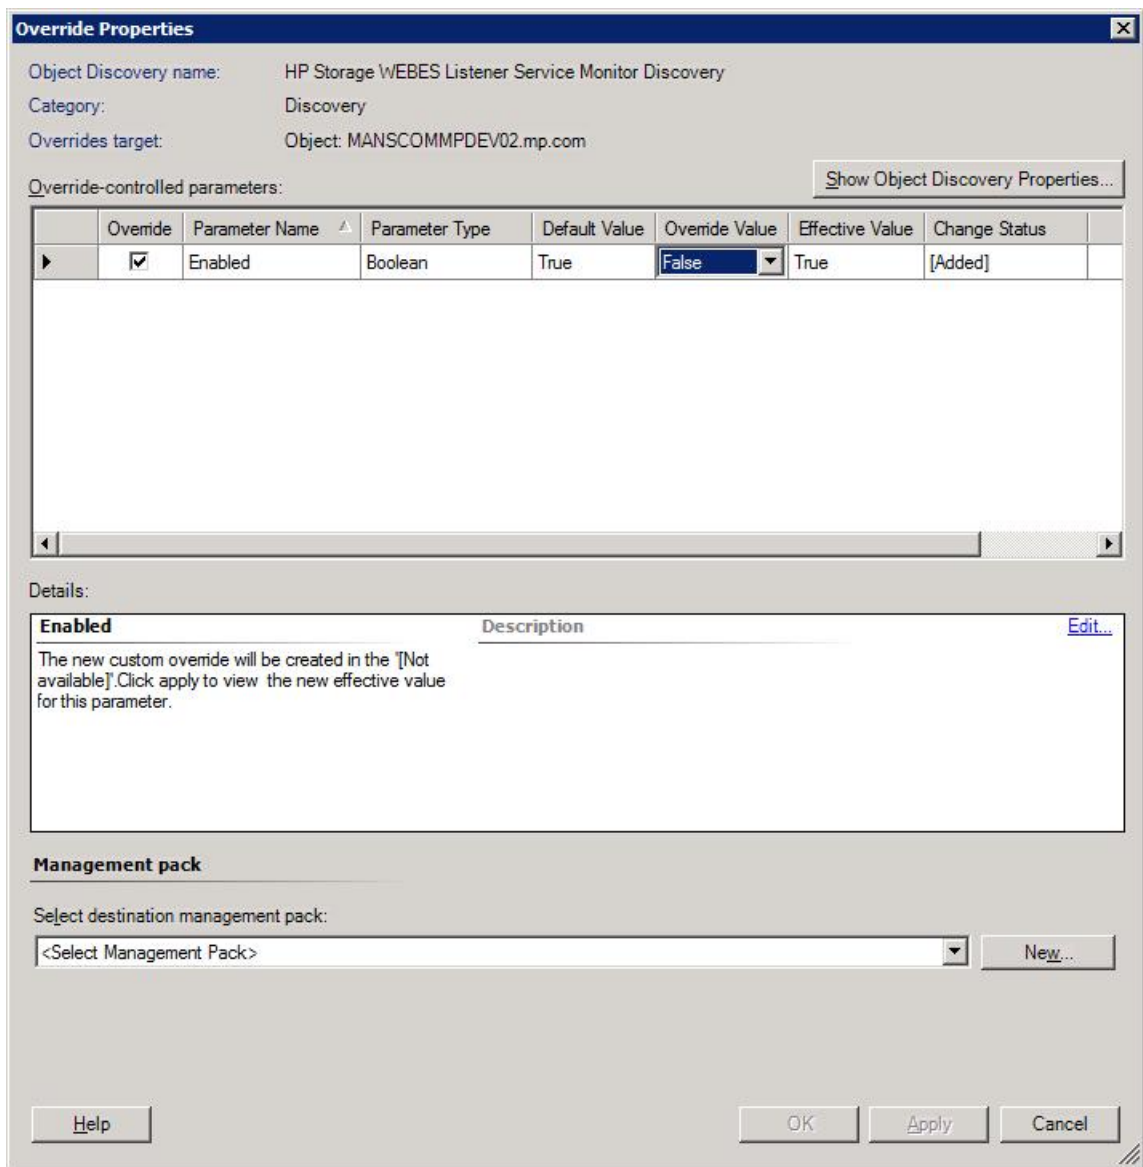 Override Properties
Object Discovery name: HP Storage WEBES Listener Service Monitor Discovery
Category: Discovery
Overrides target: Object: MANSCOMMPDEV02.mp.com
Show Object Discovery Properties...
Override-controlled parameters:
Override Parameter Name Parameter Type Default Value Override Value Effective Value Change Status
Enabled Boolean True False True [Added]
Details:
Enabled Description Edit...
The new custom override will be created in the '[Not
available]'.Click apply to view the new effective value
for this parameter.
Management pack
Select destination management pack:
<Select Management Pack> New...
Help OK Apply Cancel